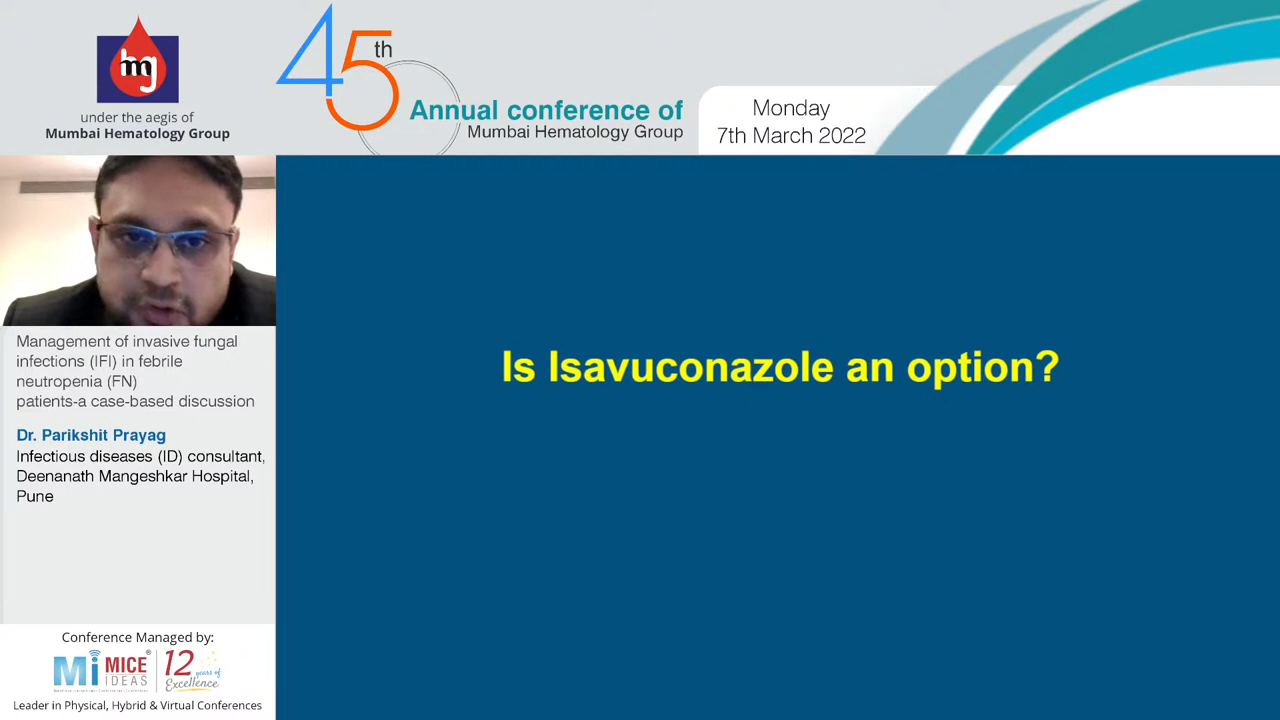 hg
under the aegis of
Mumbai Hematology Group
45th
Annual conference of
Mumbai Hematology Group
Monday
7th March 2022
Is Isavuconazole an option?
Management of invasive fungal
infections (IFI) in febrile
neutropenia (FN)
patients-a case-based discussion
Dr. Parikshit Prayag
Infectious diseases (ID) consultant,
Deenanath Mangeshkar Hospital,
Pune
Conference Managed by:
Mi MICE IDEAS ® 12 years of Excellence
Leader in Physical, Hybrid & Virtual Conferences